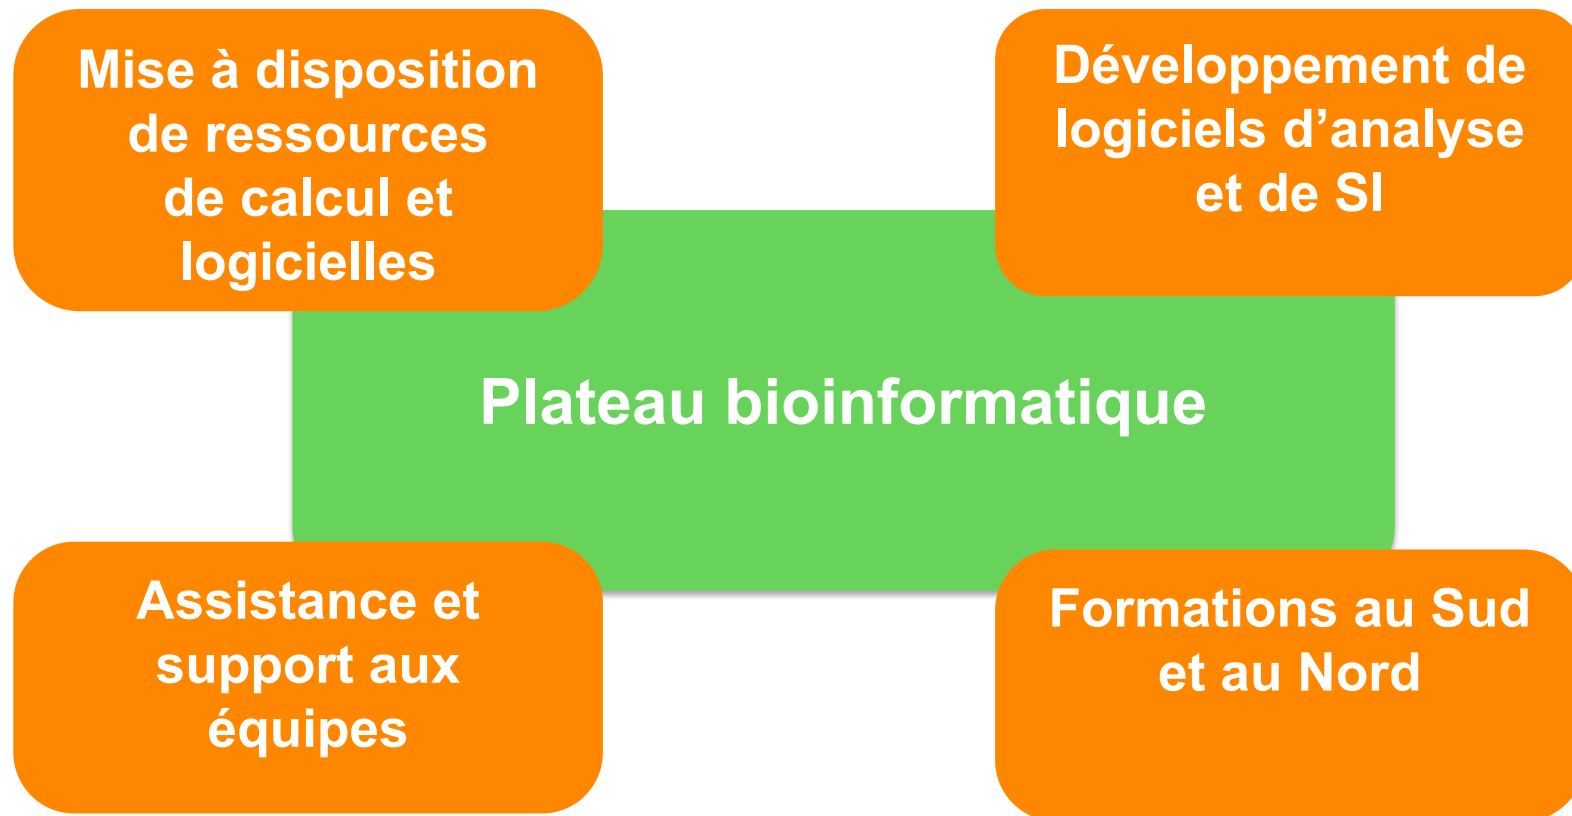 Mise à disposition
de ressources
de calcul et
logicielles
Développement de
logiciels d’analyse
et de SI
Plateau bioinformatique
Assistance et
support aux
équipes
Formations au Sud
et au Nord